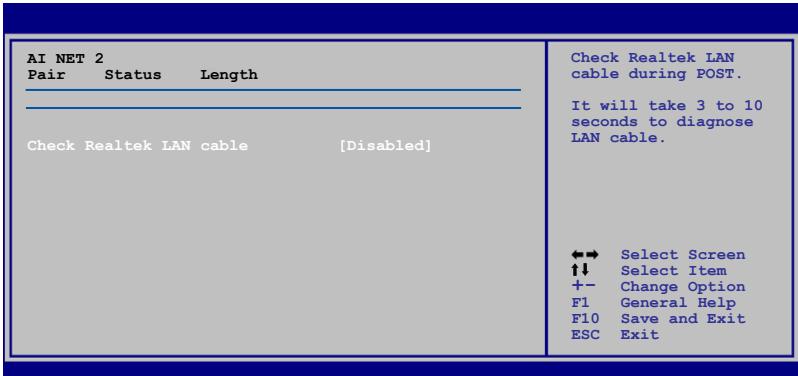 AI NET 2
Pair Status Length
Check Realtek LAN cable [Disabled]
Check Realtek LAN
cable during POST.
It will take 3 to 10
seconds to diagnose
LAN cable.
←→ Select Screen
↑↓ Select Item
+- Change Option
F1 General Help
F10 Save and Exit
ESC Exit